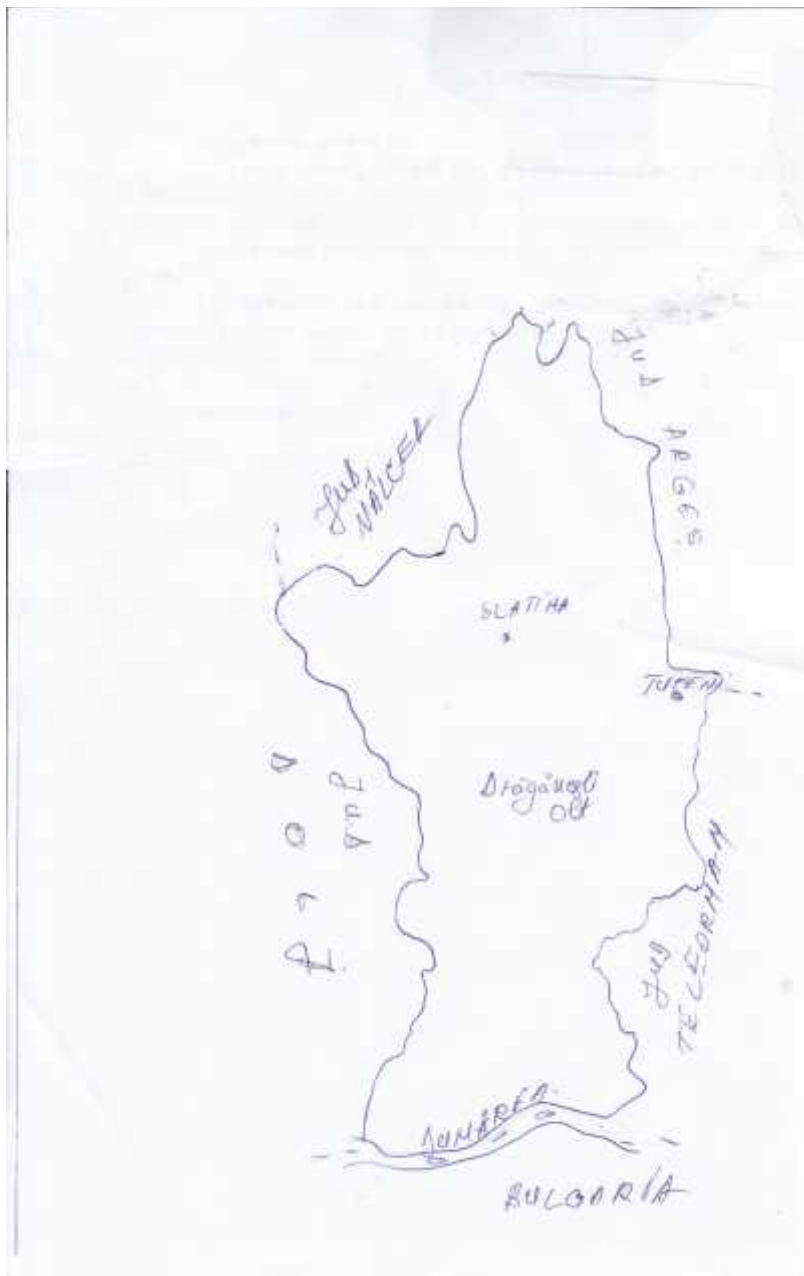 Jud
ARGEȘ
Jud
VÂLCEA
SLATINA
TUFENI
Drăgănești
Olt
Jud
Dolj
Jud
TELEORMAN
DUNĂREA
BULGARIA